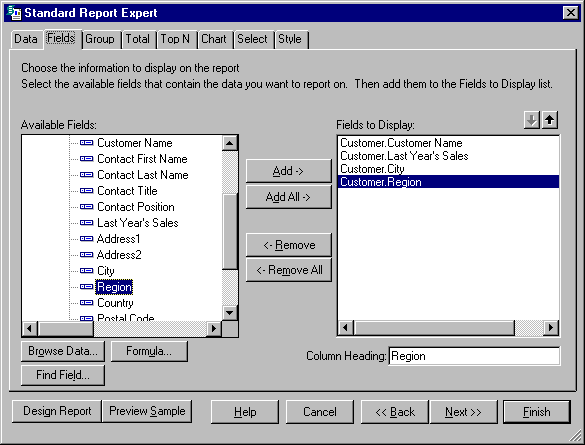 Standard Report Expert
Data Fields Group Total Top N Chart Select Style
Choose the information to display on the report
Select the available fields that contain the data you want to report on. Then add them to the Fields to Display list.
Available Fields:
Customer Name
Contact First Name
Contact Last Name
Contact Title
Contact Position
Last Year's Sales
Address1
Address2
City
Region
Country
Postal Code
Add ->
Add All ->
<- Remove
<- Remove All
Fields to Display:
Customer.Customer Name
Customer.Last Year's Sales
Customer.City
Customer.Region
Browse Data... Formula...
Find Field...
Column Heading: Region
Design Report Preview Sample Help Cancel << Back Next >> Finish